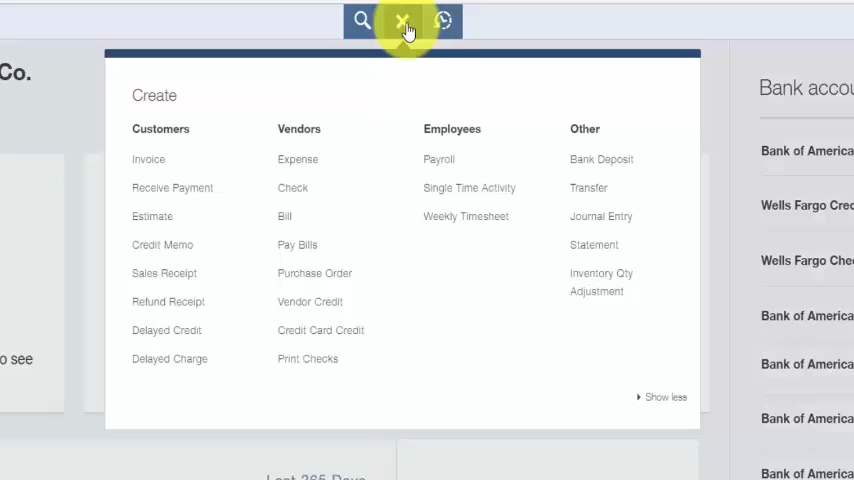 Co.
Create
Customers
Vendors
Employees
Other
Invoice
Expense
Payroll
Bank Deposit
Receive Payment
Check
Single Time Activity
Transfer
Estimate
Bill
Weekly Timesheet
Journal Entry
Credit Memo
Pay Bills
Statement
Sales Receipt
Purchase Order
Inventory Qty
Adjustment
Refund Receipt
Vendor Credit
Delayed Credit
Credit Card Credit
Delayed Charge
Print Checks
Show less
o see
Last 365 Days
Bank accou
Bank of America
Wells Fargo Cred
Wells Fargo Che
Bank of America
Bank of America
Bank of America
Bank of America